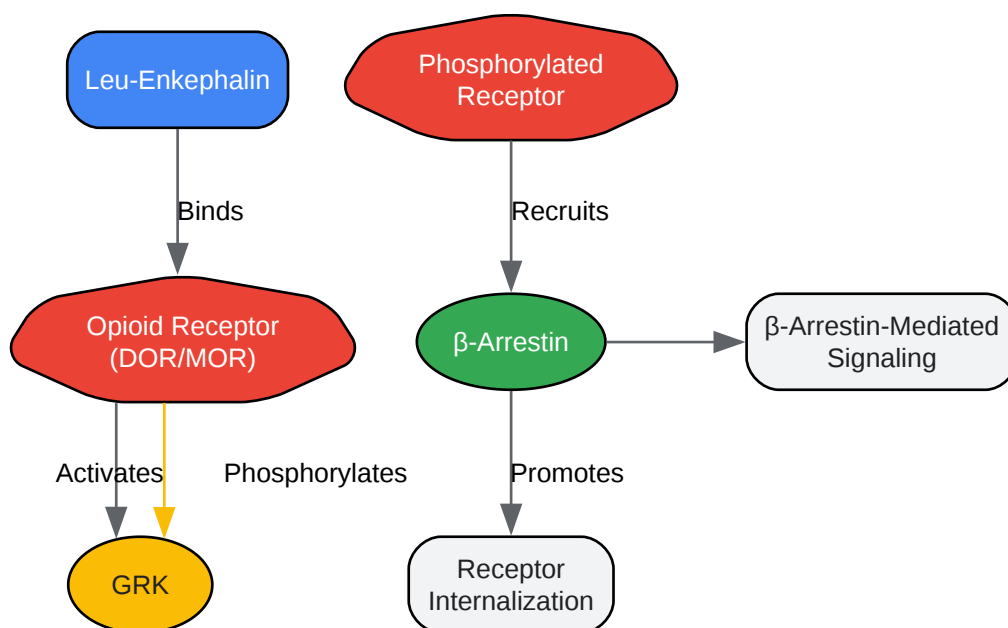 Leu-Enkephalin
Phosphorylated
Receptor
Binds
Recruits
Opioid Receptor
(DOR/MOR)
β-Arrestin
β-Arrestin-Mediated
Signaling
Activates
Phosphorylates
Promotes
GRK
Receptor
Internalization